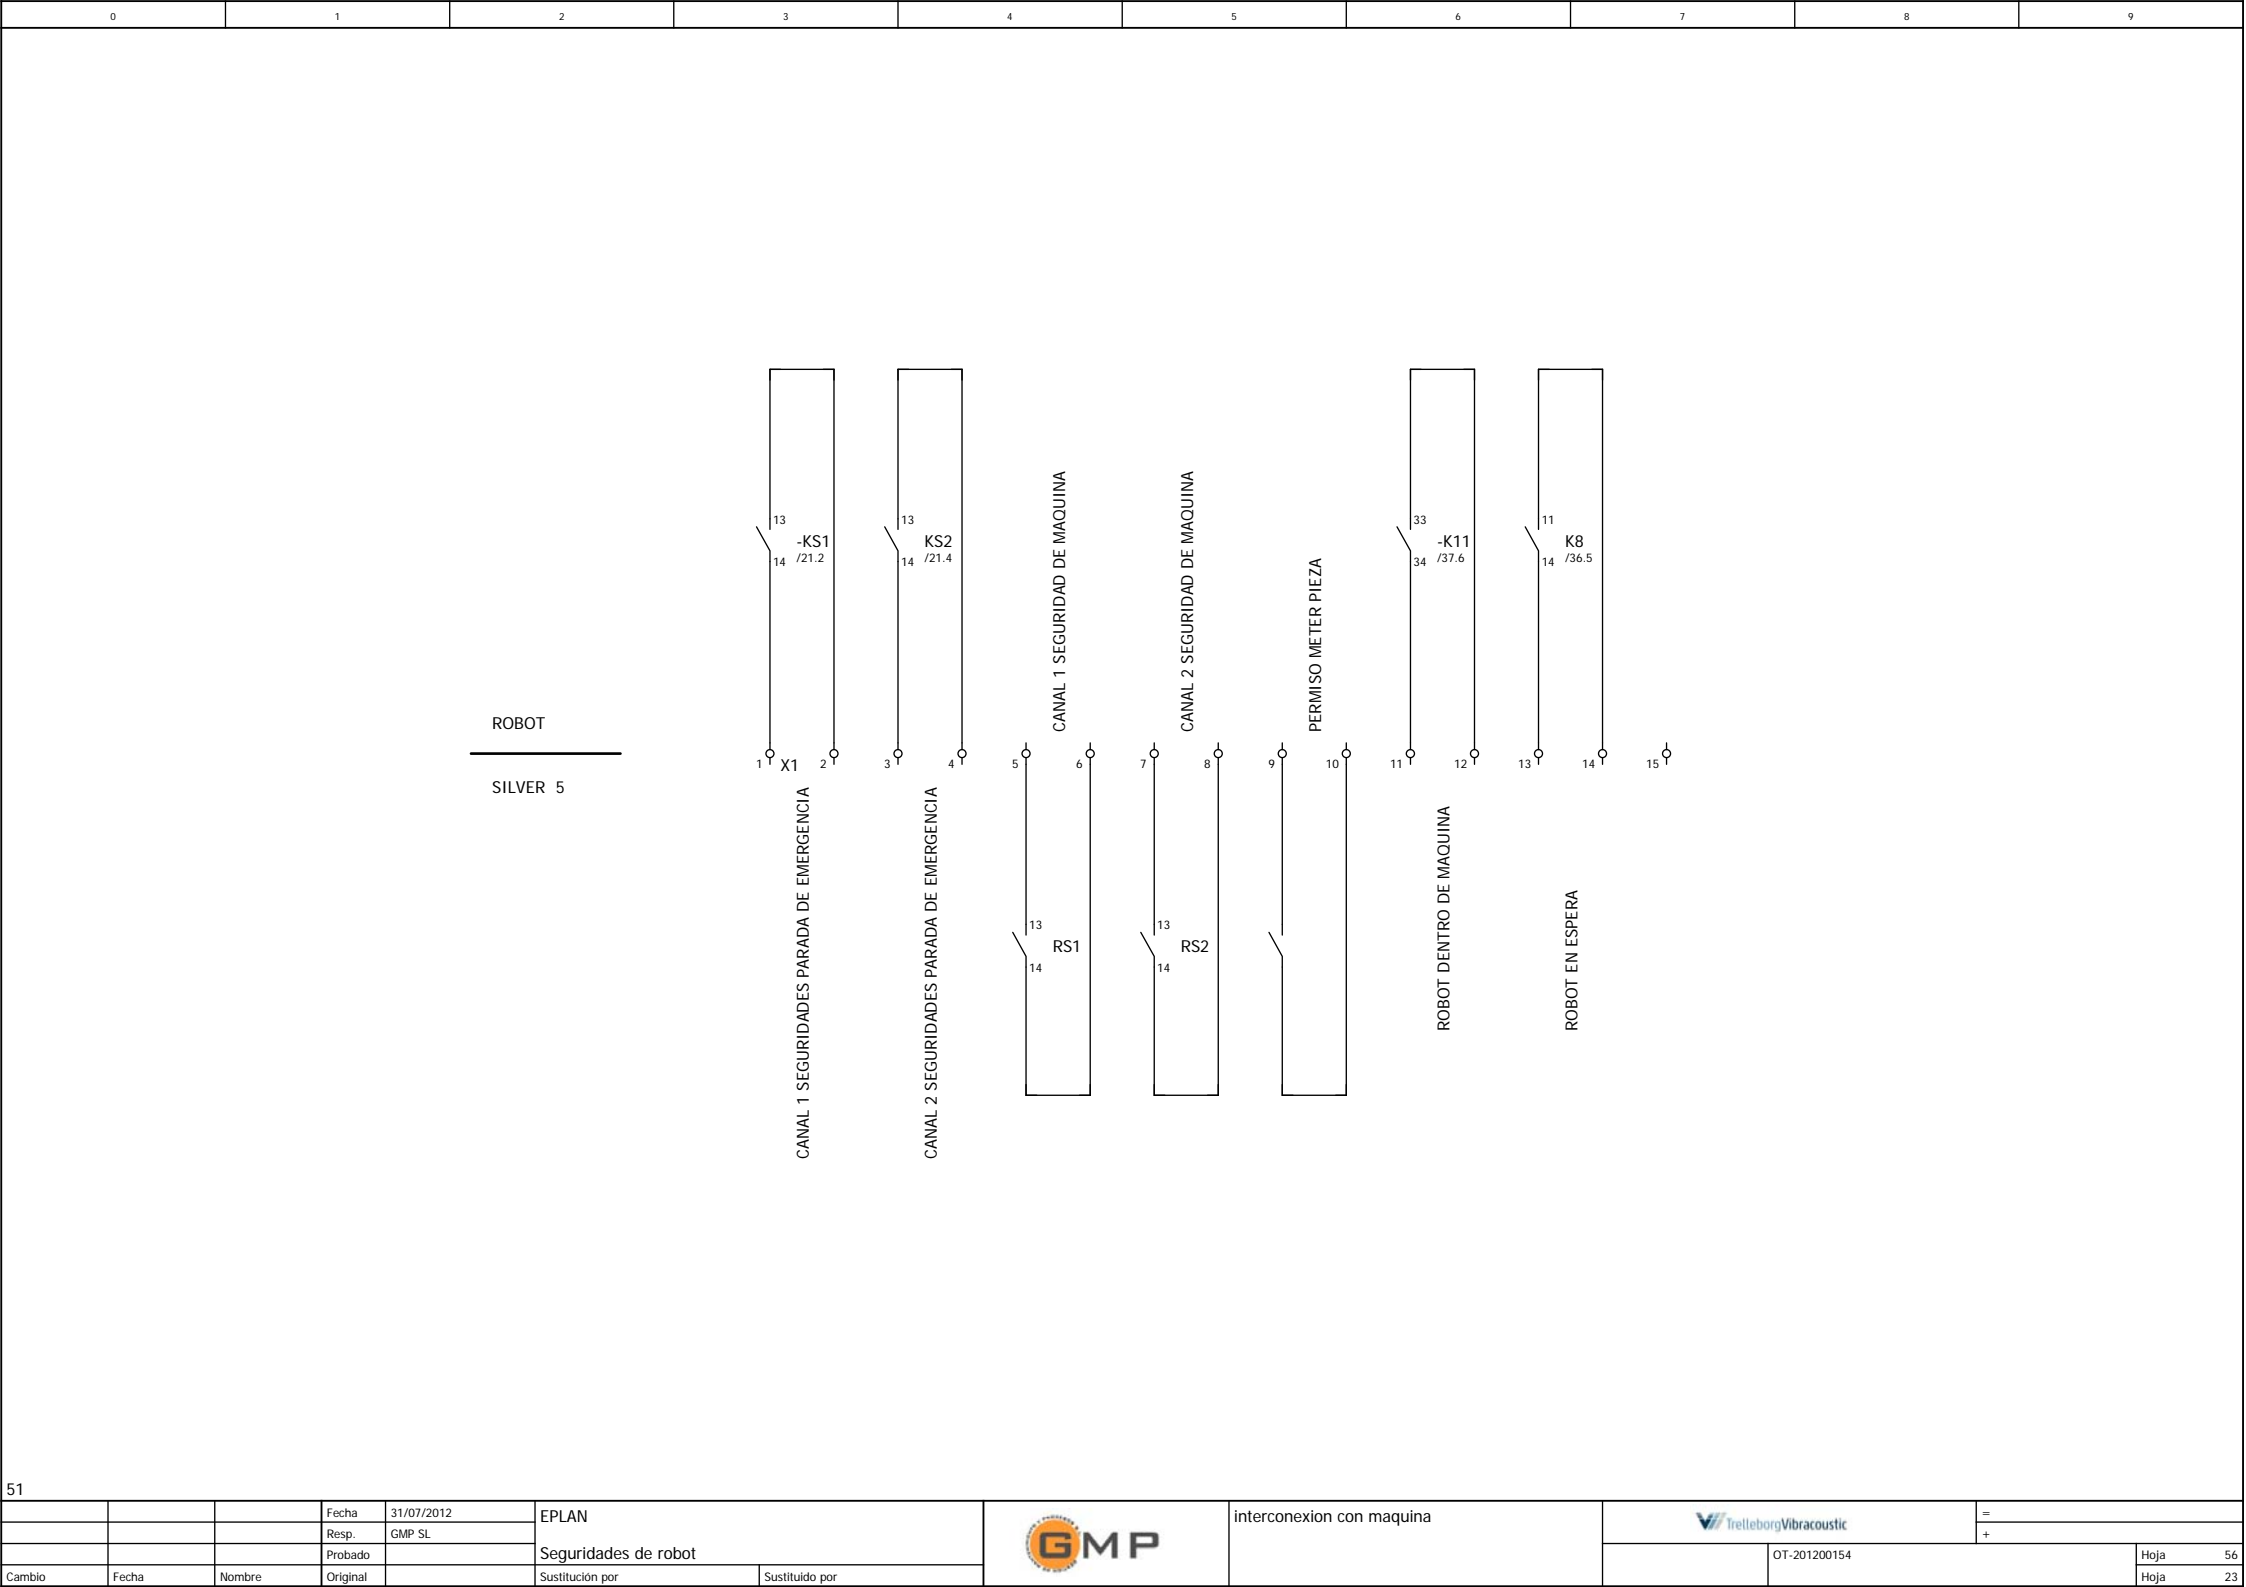 0 1 2 3 4 5 6 7 8 9
CANAL 1 SEGURIDAD DE MAQUINA
CANAL 2 SEGURIDAD DE MAQUINA
PERMISO METER PIEZA
13
-KS1
14 /21.2
13
KS2
14 /21.4
33
-K11
34 /37.6
11
K8
14 /36.5
ROBOT
1 X1 2 3 4 5 6 7 8 9 10 11 12 13 14 15
SILVER 5
CANAL 1 SEGURIDADES PARADA DE EMERGENCIA
CANAL 2 SEGURIDADES PARADA DE EMERGENCIA
13
RS1
14
13
RS2
14
ROBOT DENTRO DE MAQUINA
ROBOT EN ESPERA
51
Fecha 31/07/2012
Resp. GMP SL
Probado
Cambio Fecha Nombre Original
EPLAN
Seguridades de robot
Sustitución por Sustituido por
GMP
interconexion con maquina
TrelleborgVibracoustic
=
+
OT-201200154
Hoja 56
Hoja 23